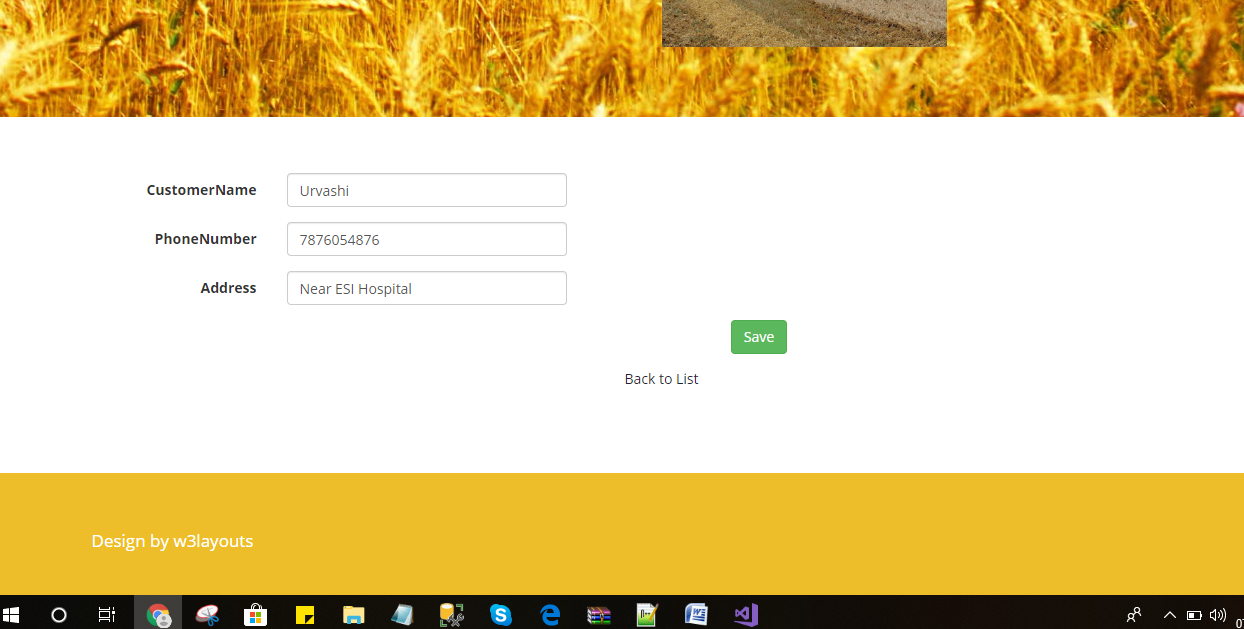 CustomerName Urvashi
PhoneNumber 7876054876
Address Near ESI Hospital
Save
Back to List
Design by w3layouts